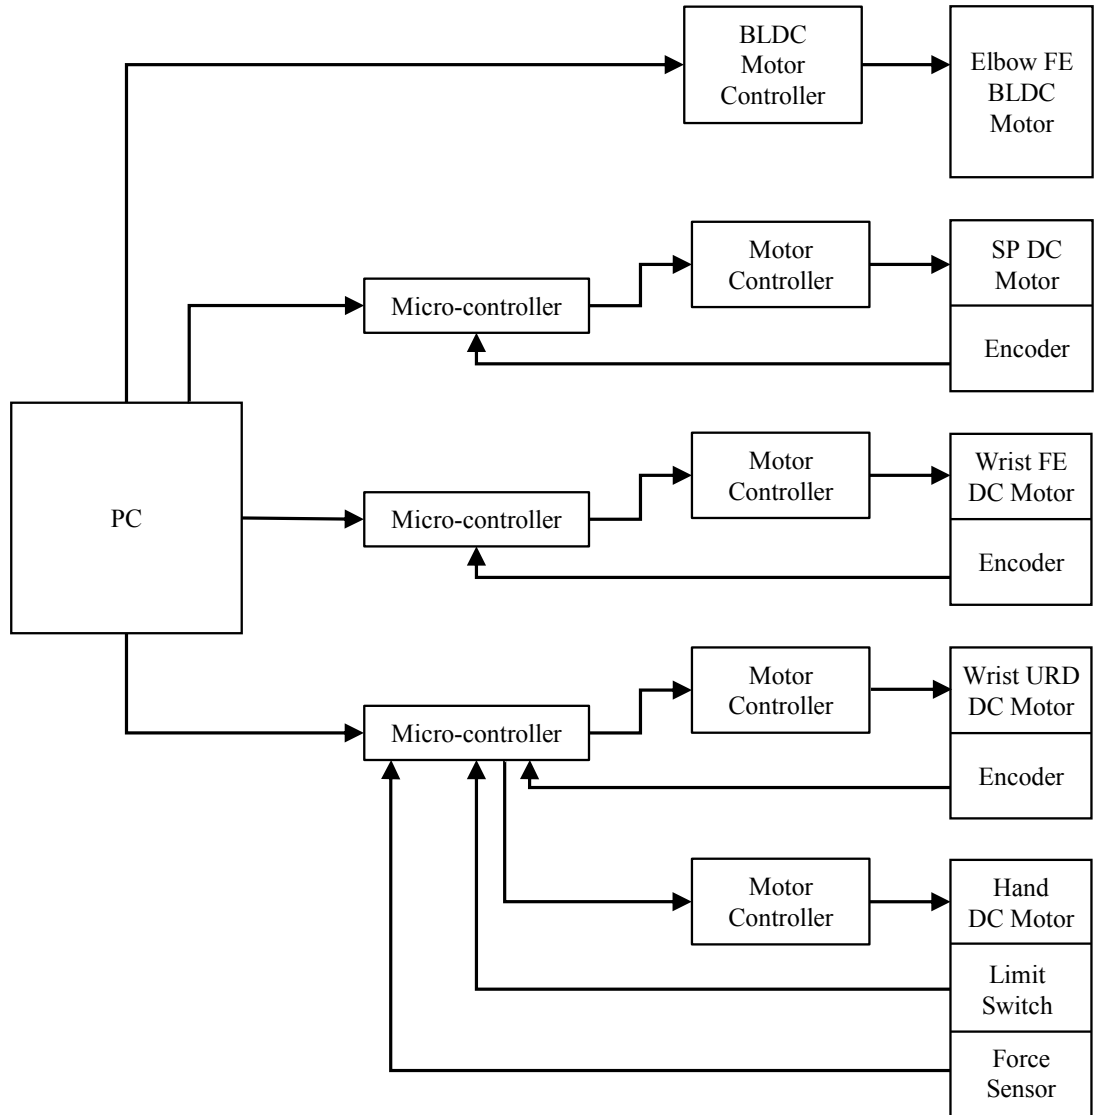 BLDC
Motor
Controller
Elbow FE
BLDC
Motor
Motor
Controller
SP DC
Motor
Micro-controller
Encoder
PC
Motor
Controller
Wrist FE
DC Motor
Micro-controller
Encoder
Motor
Controller
Wrist URD
DC Motor
Micro-controller
Encoder
Motor
Controller
Hand
DC Motor
Limit
Switch
Force
Sensor